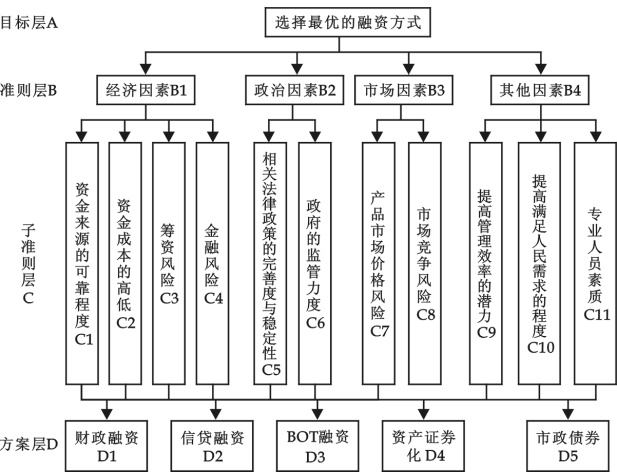 目标层A
选择最优的融资方式
准则层B
经济因素B1
政治因素B2
市场因素B3
其他因素B4
子准则层C
资金来源的可靠程度C1
资金成本的高低C2
筹资风险C3
金融风险C4
相关法律政策的完善度与稳定性C5
政府的监管力度C6
产品市场价格风险C7
市场竞争风险C8
提高管理效率的潜力C9
提高满足人民需求的程度C10
专业人员素质C11
方案层D
财政融资
D1
信贷融资
D2
BOT融资
D3
资产证券
化D4
市政债券
D5